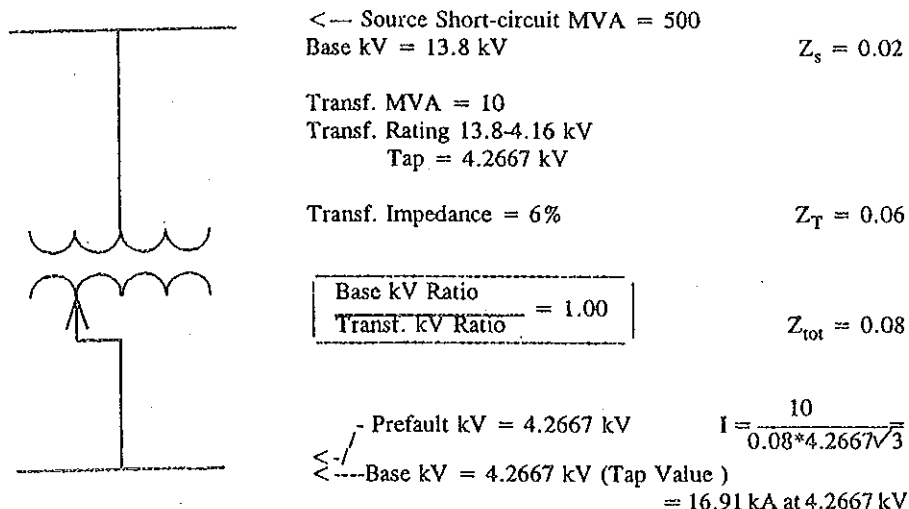 <-- Source Short-circuit MVA = 500
Base kV = 13.8 kV
Z_s = 0.02
Transf. MVA = 10
Transf. Rating 13.8-4.16 kV
Tap = 4.2667 kV
Transf. Impedance = 6%
Z_T = 0.06
Base kV Ratio
Transf. kV Ratio
= 1.00
Z_tot = 0.08
- Prefault kV = 4.2667 kV
I = 10
0.08*4.2667√3
=
<----Base kV = 4.2667 kV (Tap Value )
= 16.91 kA at 4.2667 kV